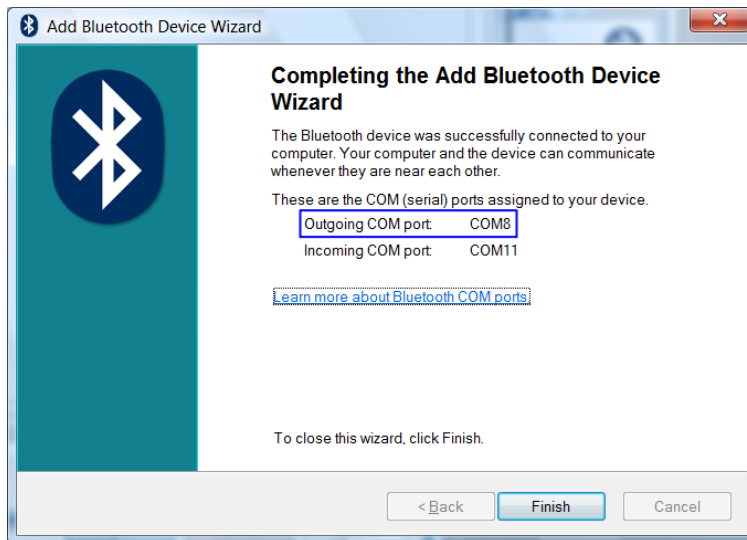 Add Bluetooth Device Wizard
Completing the Add Bluetooth Device
Wizard
The Bluetooth device was successfully connected to your
computer. Your computer and the device can communicate
whenever they are near each other.
These are the COM (serial) ports assigned to your device.
Outgoing COM port: COM8
Incoming COM port: COM11
Learn more about Bluetooth COM ports.
To close this wizard, click Finish.
< Back Finish Cancel